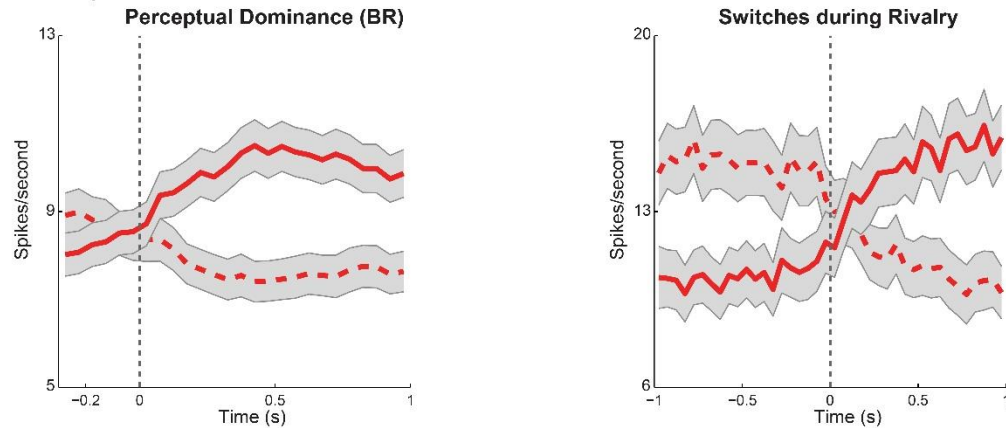 Perceptual Dominance (BR)
13
9
5
Spikes/second
−0.2
0
0.5
1
Time (s)
Switches during Rivalry
20
13
6
Spikes/second
−1
−0.5
0
0.5
1
Time (s)